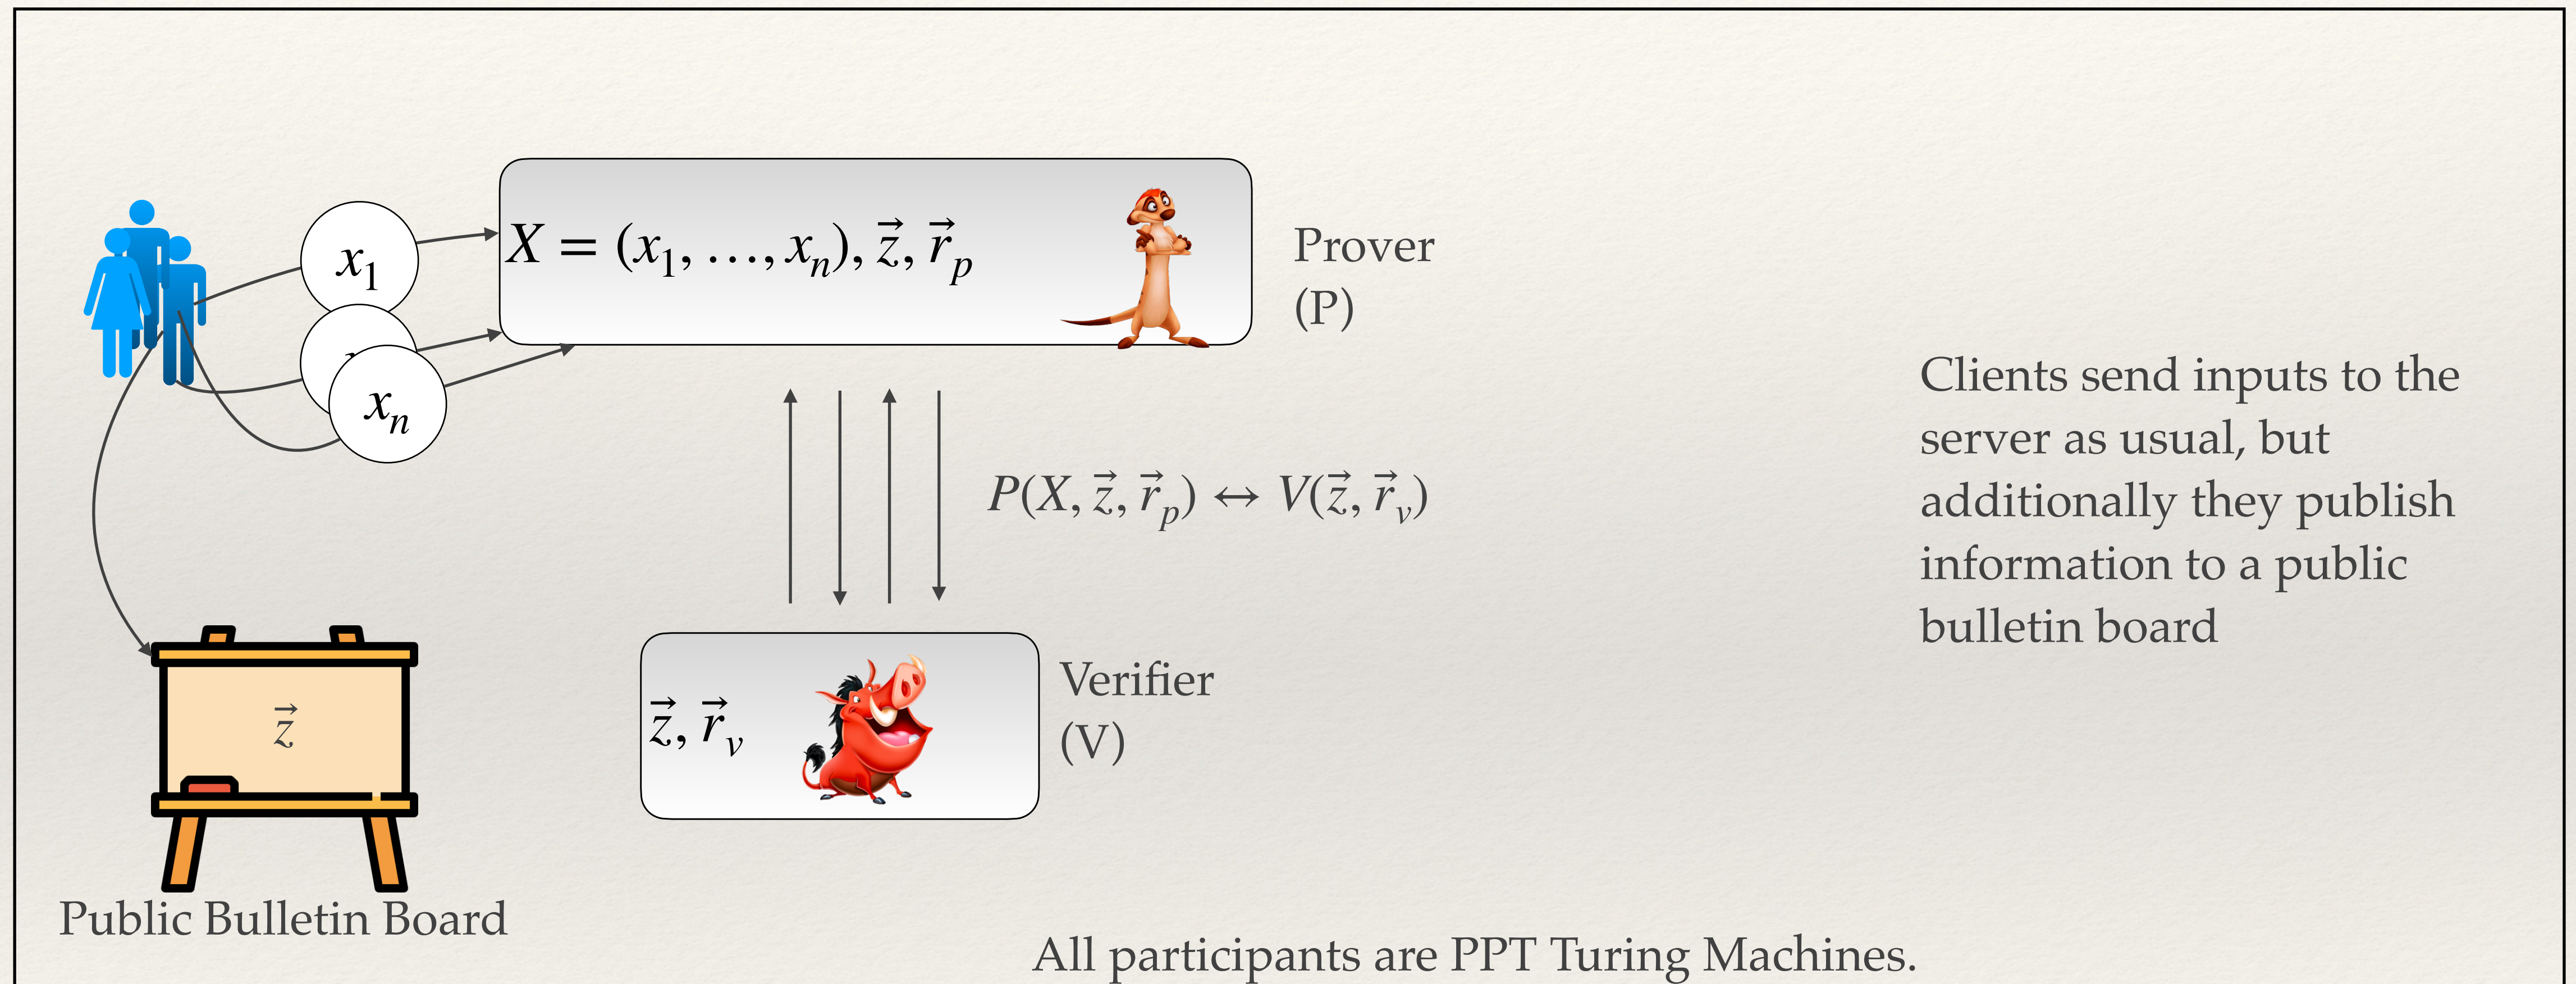 x₁
xₙ
X = (x₁, …, xₙ), z⃗, r⃗ₚ
Prover
(P)
Clients send inputs to the
server as usual, but
additionally they publish
information to a public
bulletin board
P(X, z⃗, r⃗ₚ) ↔ V(z⃗, r⃗ᵥ)
z⃗
z⃗, r⃗ᵥ
Verifier
(V)
Public Bulletin Board
All participants are PPT Turing Machines.